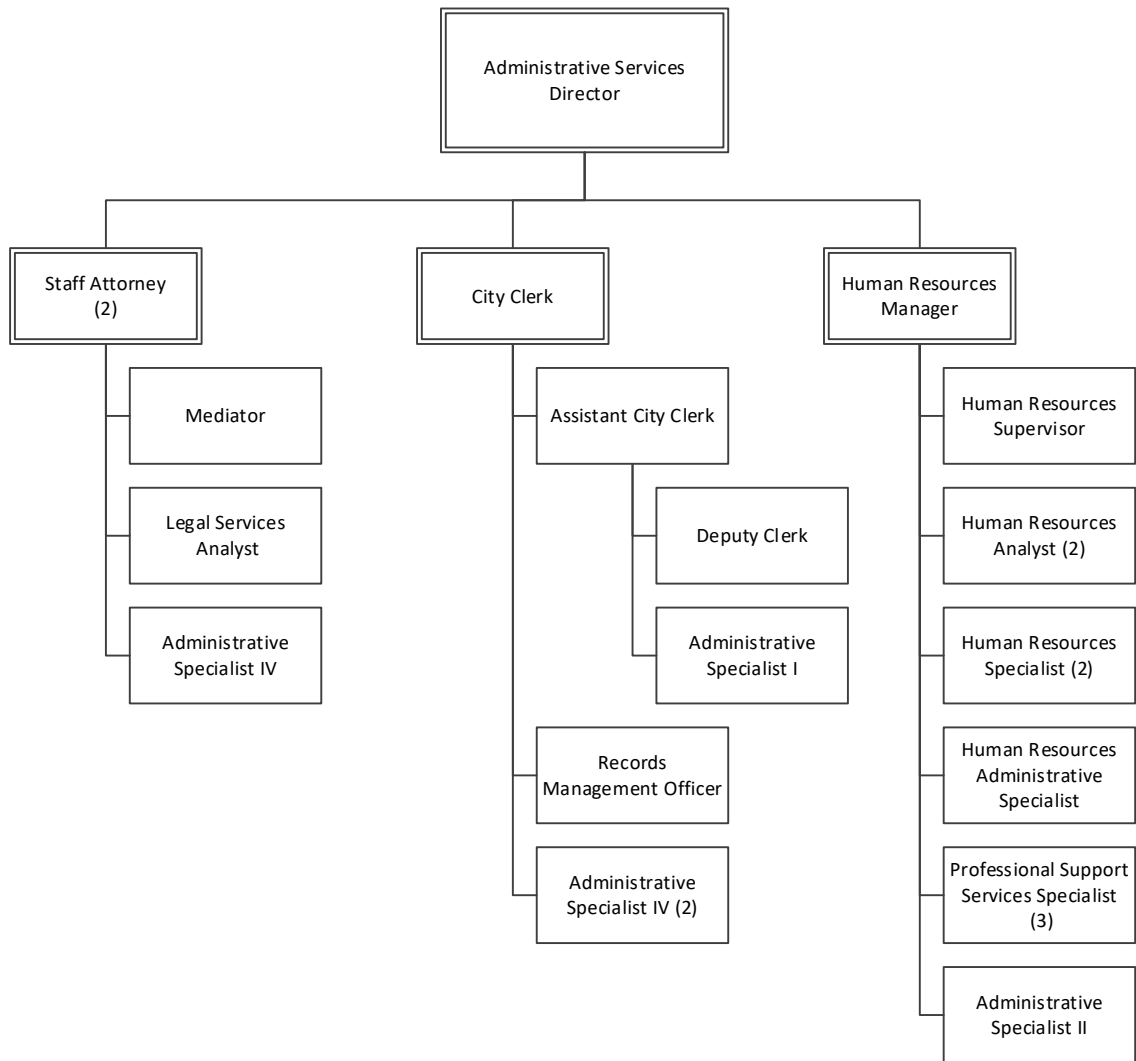 Administrative Services
Director
Staff Attorney
(2)
City Clerk
Human Resources
Manager
Mediator
Legal Services
Analyst
Administrative
Specialist IV
Assistant City Clerk
Deputy Clerk
Administrative
Specialist I
Records
Management Officer
Administrative
Specialist IV (2)
Human Resources
Supervisor
Human Resources
Analyst (2)
Human Resources
Specialist (2)
Human Resources
Administrative
Specialist
Professional Support
Services Specialist
(3)
Administrative
Specialist II